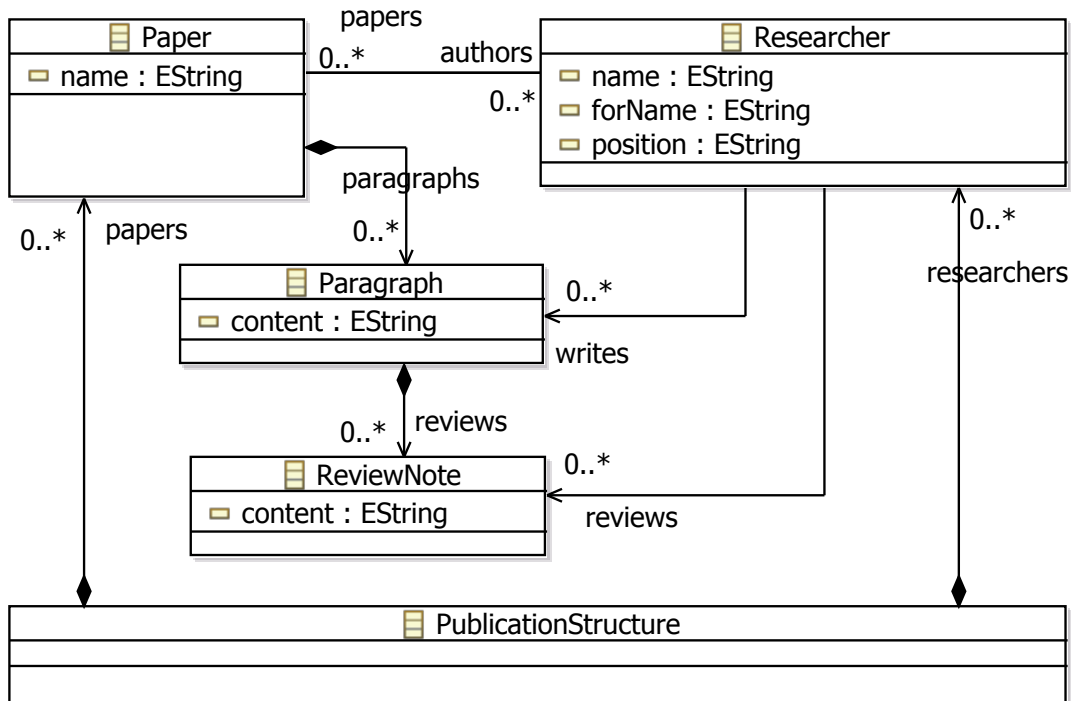 papers
Paper
Researcher
0..*
authors
name : EString
name : EString
0..*
forName : EString
position : EString
paragraphs
0..*
papers
0..*
0..*
researchers
Paragraph
0..*
content : EString
writes
reviews
0..*
0..*
ReviewNote
content : EString
reviews
PublicationStructure